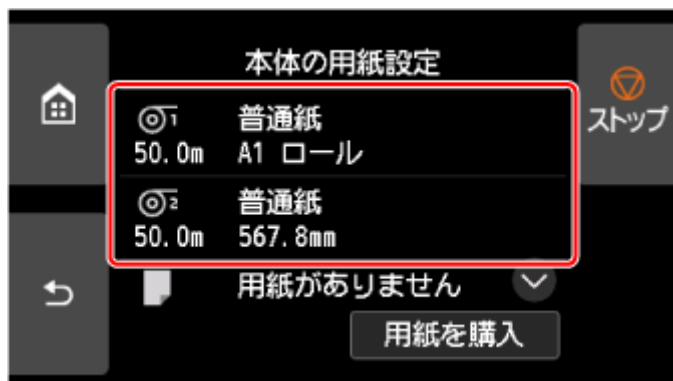 本体の用紙設定
ストップ
1 普通紙
50.0m A1 ロール
2 普通紙
50.0m 567.8mm
用紙がありません
用紙を購入